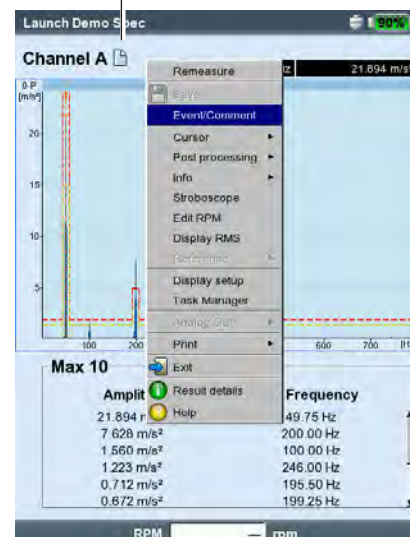 Launch Demo Spec 90%
Channel A
Hz 21.894 m/s²
0-P
[m/s²]
Remeasure
Save
Event/Comment
Cursor
Post processing
Info
Stroboscope
Edit RPM
Display RMS
Reference
Display setup
Task Manager
Analog Out
Print
Exit
Result details
Help
20
15
10
5
100 200 600 700 [H
Max 10
Amplit Frequency
21.894 m 49.75 Hz
7.628 m/s² 200.00 Hz
1.560 m/s² 100.00 Hz
1.223 m/s² 246.00 Hz
0.712 m/s² 195.50 Hz
0.672 m/s² 199.25 Hz
RPM — rpm